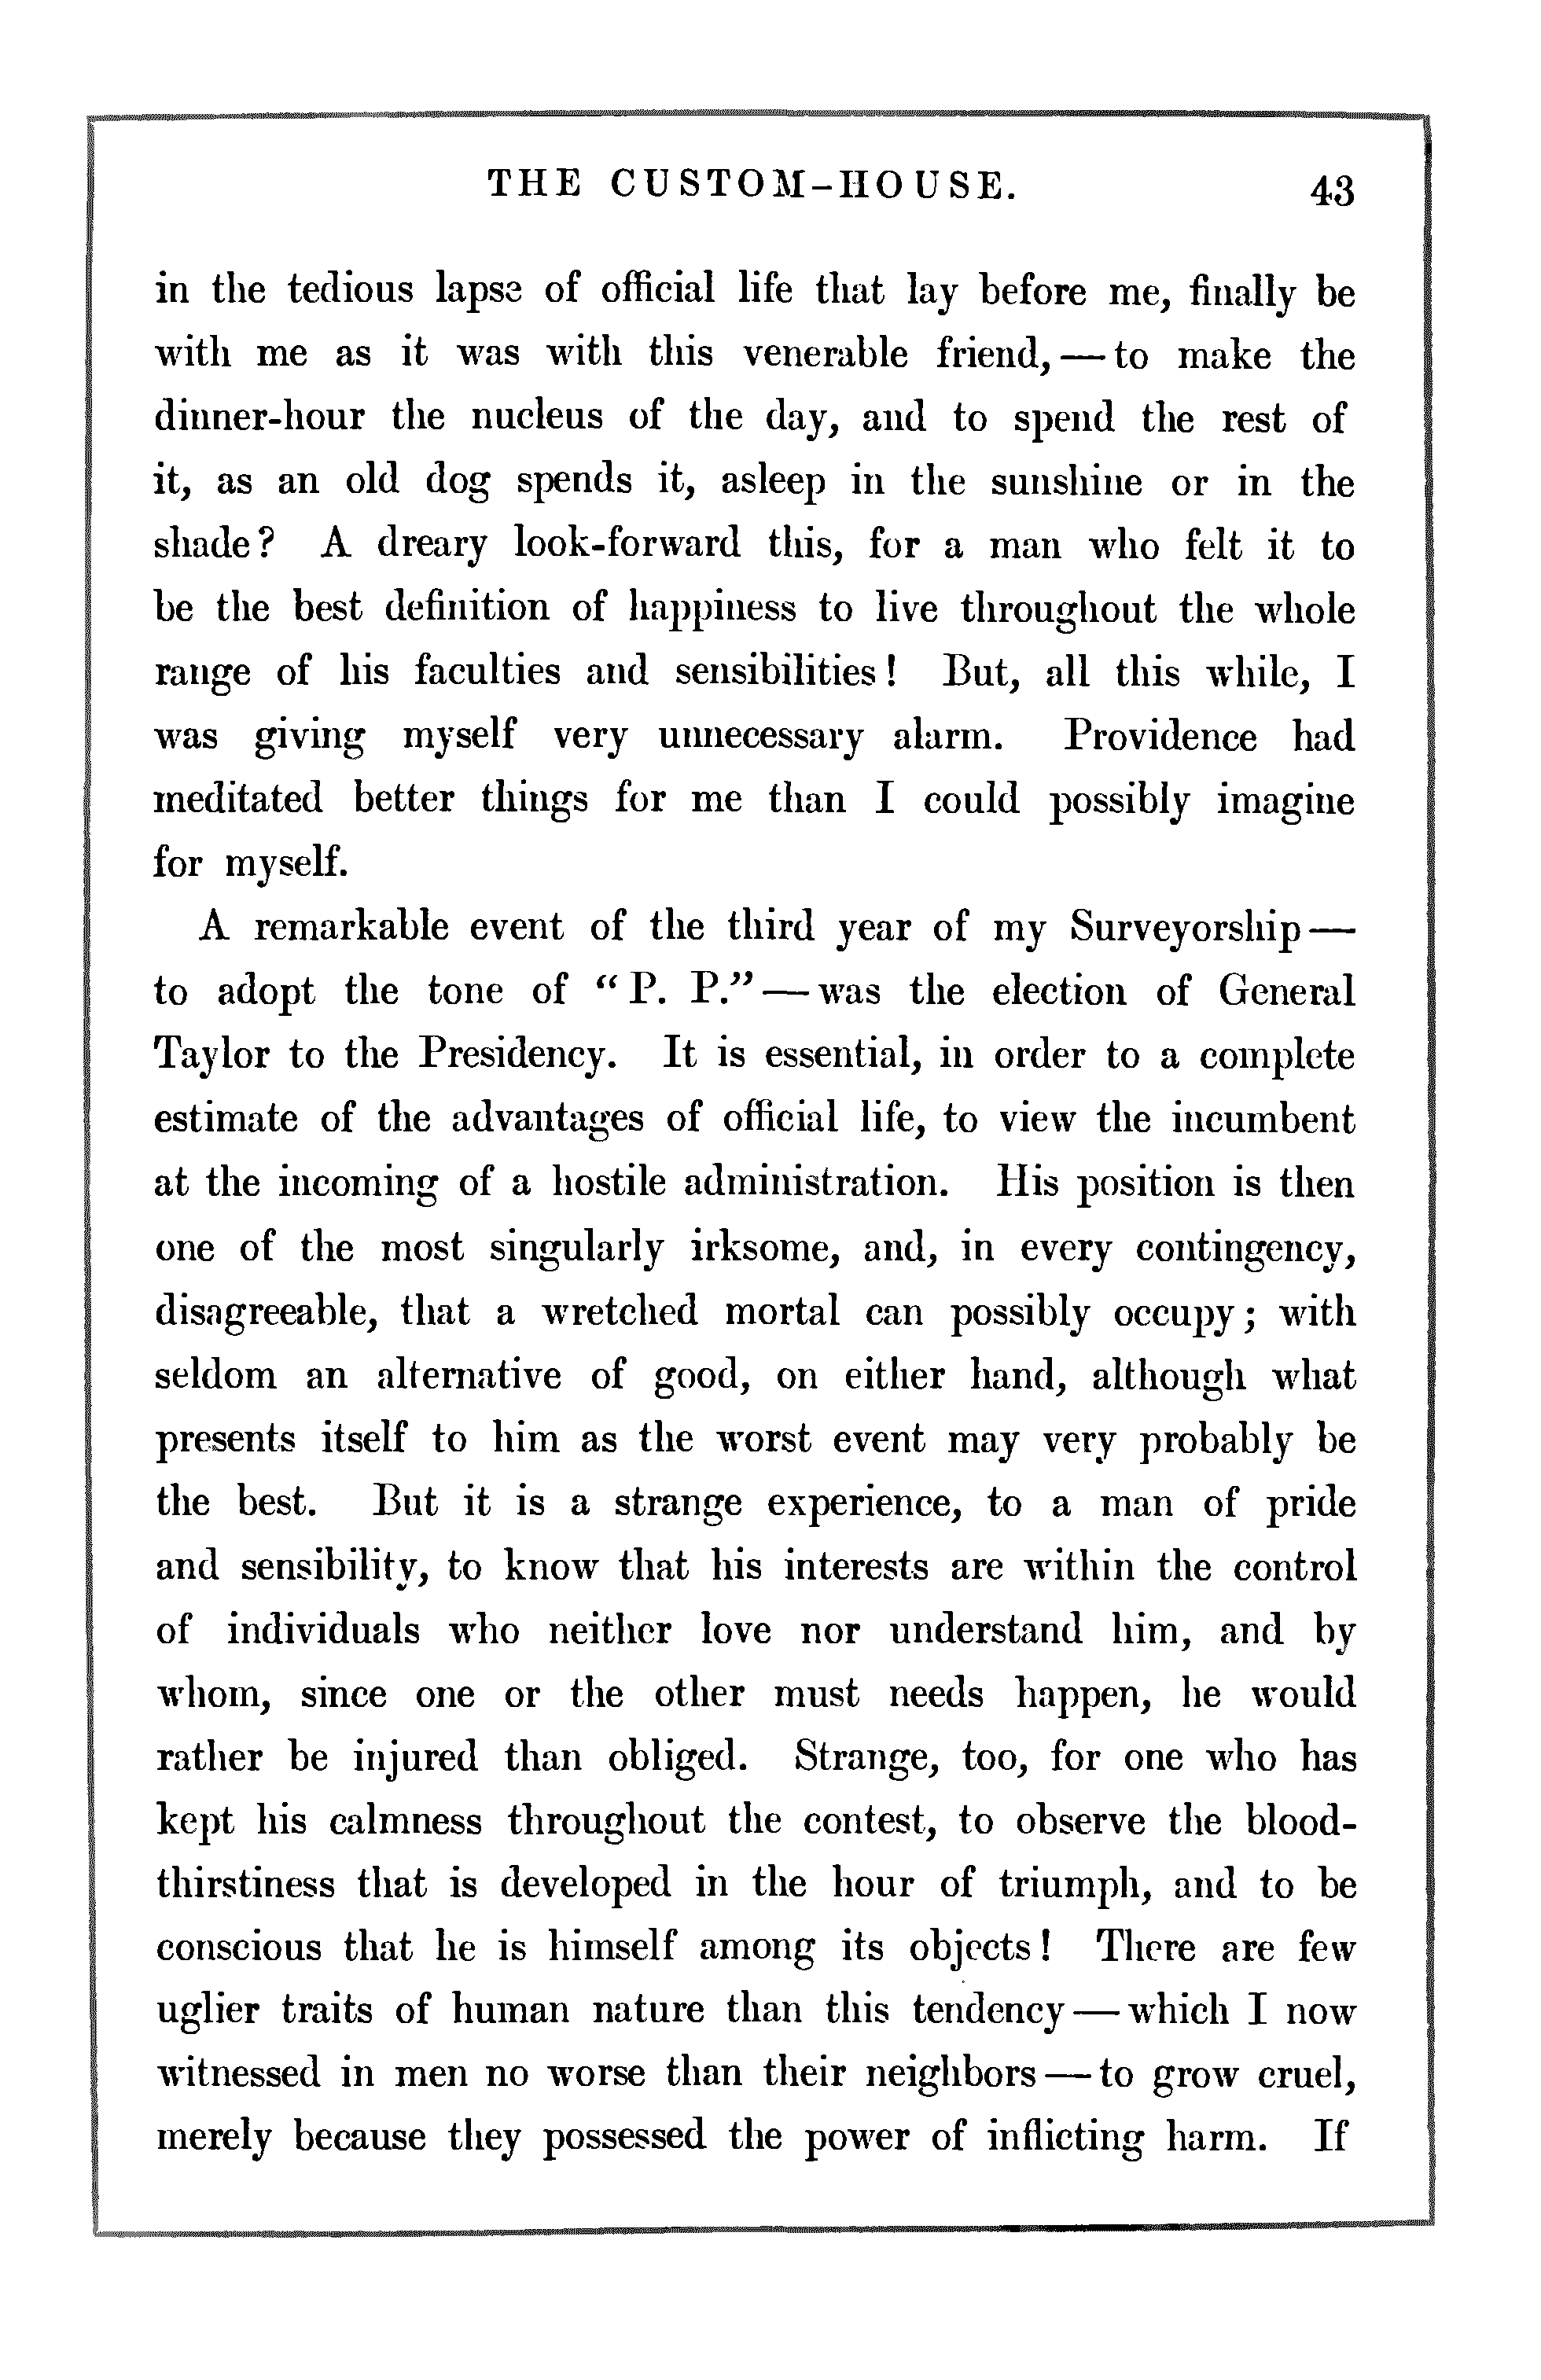 THE CUSTOM-HOUSE. 43
in the tedious lapse of official life that lay before me, finally be
with me as it was with this venerable friend,—to make the
dinner-hour the nucleus of the day, and to spend the rest of
it, as an old dog spends it, asleep in the sunshine or in the
shade? A dreary look-forward this, for a man who felt it to
be the best definition of happiness to live throughout the whole
range of his faculties and sensibilities! But, all this while, I
was giving myself very unnecessary alarm. Providence had
meditated better things for me than I could possibly imagine
for myself.
A remarkable event of the third year of my Surveyorship—
to adopt the tone of "P. P."—was the election of General
Taylor to the Presidency. It is essential, in order to a complete
estimate of the advantages of official life, to view the incumbent
at the incoming of a hostile administration. His position is then
one of the most singularly irksome, and, in every contingency,
disagreeable, that a wretched mortal can possibly occupy; with
seldom an alternative of good, on either hand, although what
presents itself to him as the worst event may very probably be
the best. But it is a strange experience, to a man of pride
and sensibility, to know that his interests are within the control
of individuals who neither love nor understand him, and by
whom, since one or the other must needs happen, he would
rather be injured than obliged. Strange, too, for one who has
kept his calmness throughout the contest, to observe the blood-
thirstiness that is developed in the hour of triumph, and to be
conscious that he is himself among its objects! There are few
uglier traits of human nature than this tendency—which I now
witnessed in men no worse than their neighbors—to grow cruel,
merely because they possessed the power of inflicting harm. If